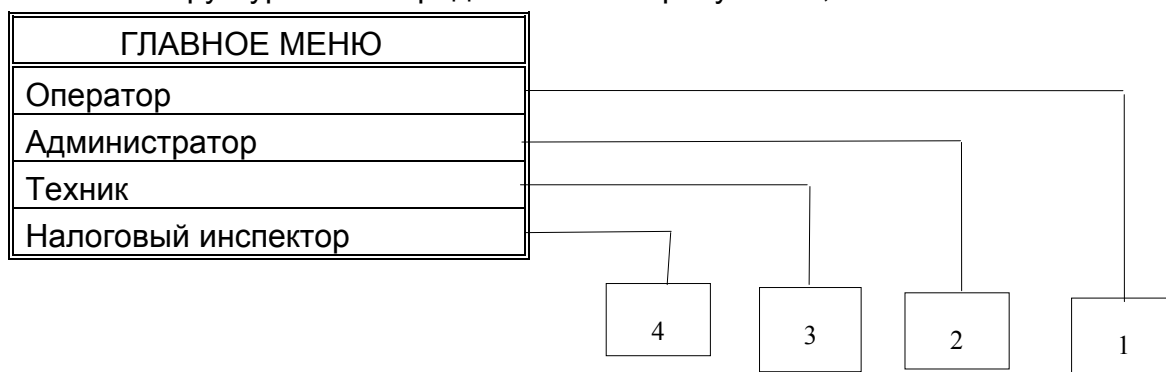 ГЛАВНОЕ МЕНЮ
Оператор
Администратор
Техник
Налоговый инспектор
4
3
2
1